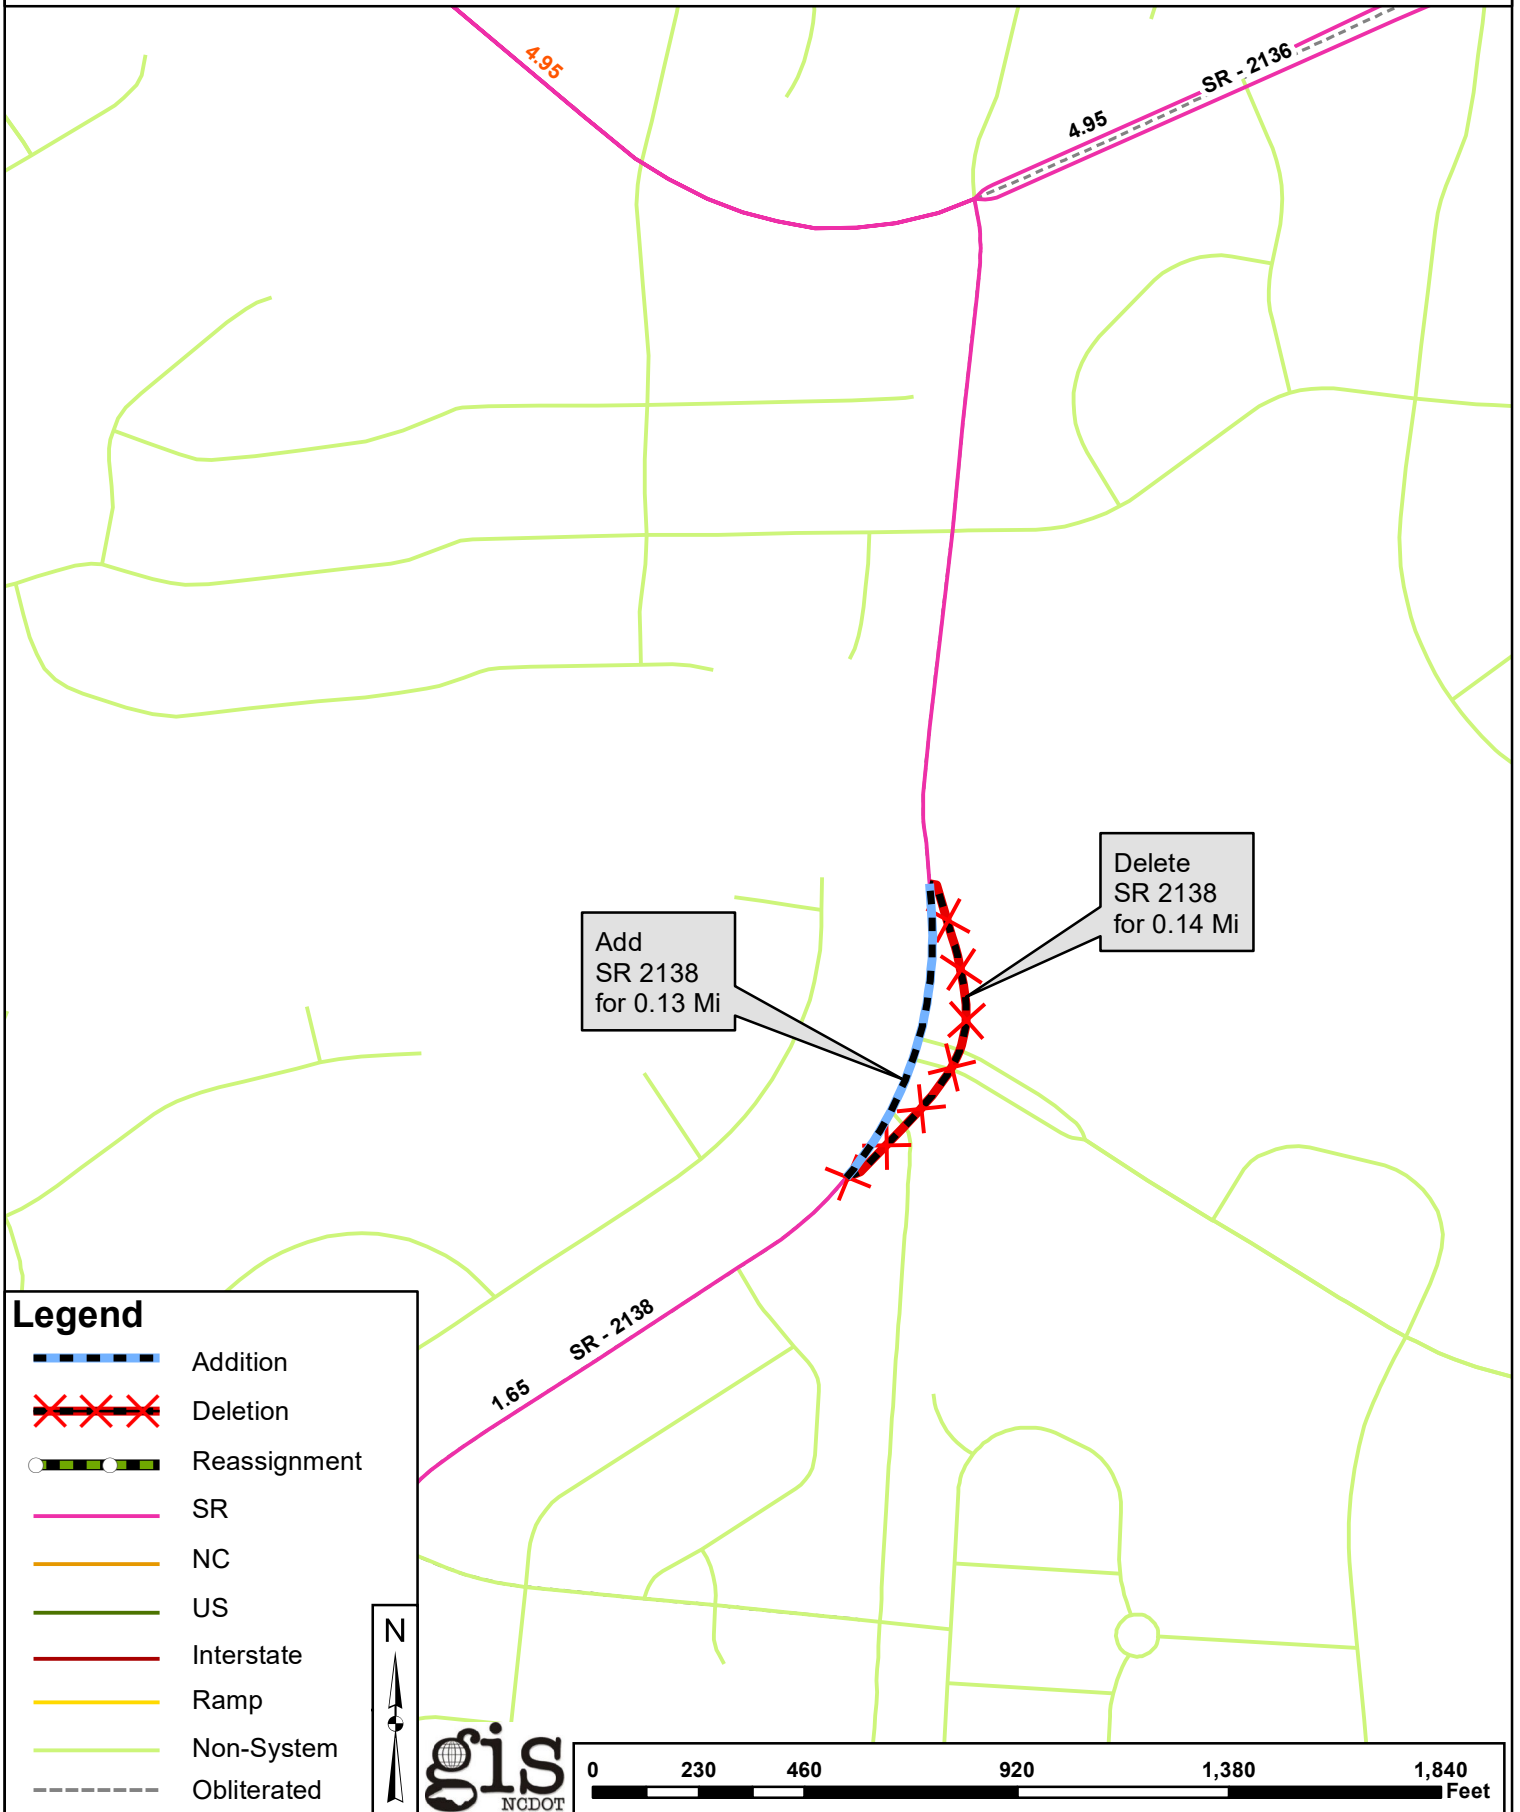 4.95
SR - 2136
4.95
Delete
SR 2138
for 0.14 Mi
Add
SR 2138
for 0.13 Mi
SR - 2138
1.65
Legend
Addition
Deletion
Reassignment
SR
NC
US
Interstate
Ramp
Non-System
Obliterated
N
gis
NCDOT
0 230 460 920 1,380 1,840
Feet